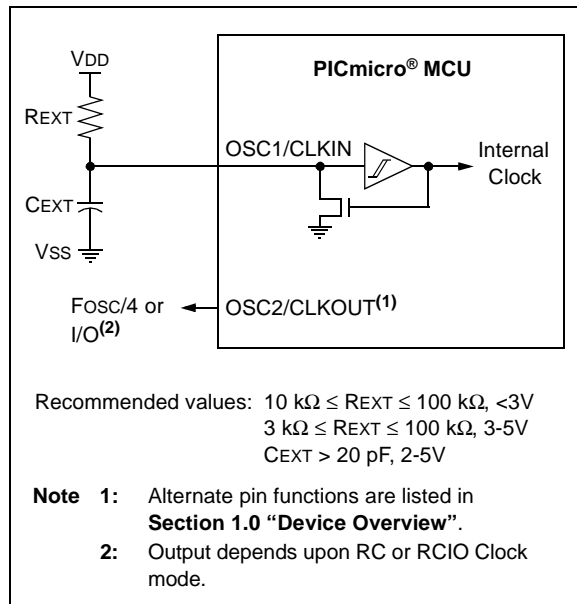 VDD
PICmicro® MCU
REXT
OSC1/CLKIN
Internal
Clock
CEXT
VSS
FOSC/4 or
I/O(2)
OSC2/CLKOUT(1)
Recommended values: 10 kΩ ≤ REXT ≤ 100 kΩ, <3V
3 kΩ ≤ REXT ≤ 100 kΩ, 3-5V
CEXT > 20 pF, 2-5V
Note 1: Alternate pin functions are listed in
Section 1.0 “Device Overview”.
2: Output depends upon RC or RCIO Clock
mode.